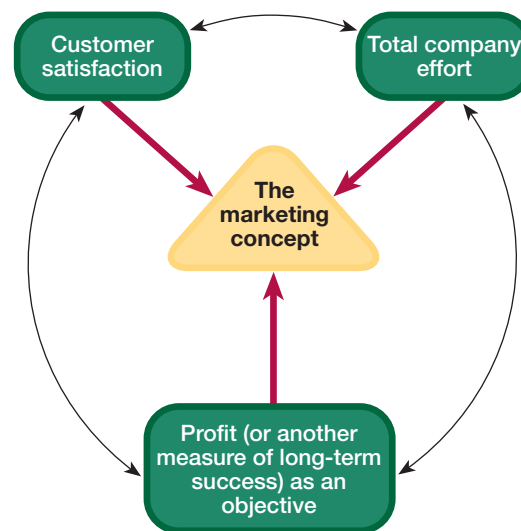 Customer
satisfaction
Total company
effort
The
marketing
concept
Profit (or another
measure of long-term
success) as an
objective